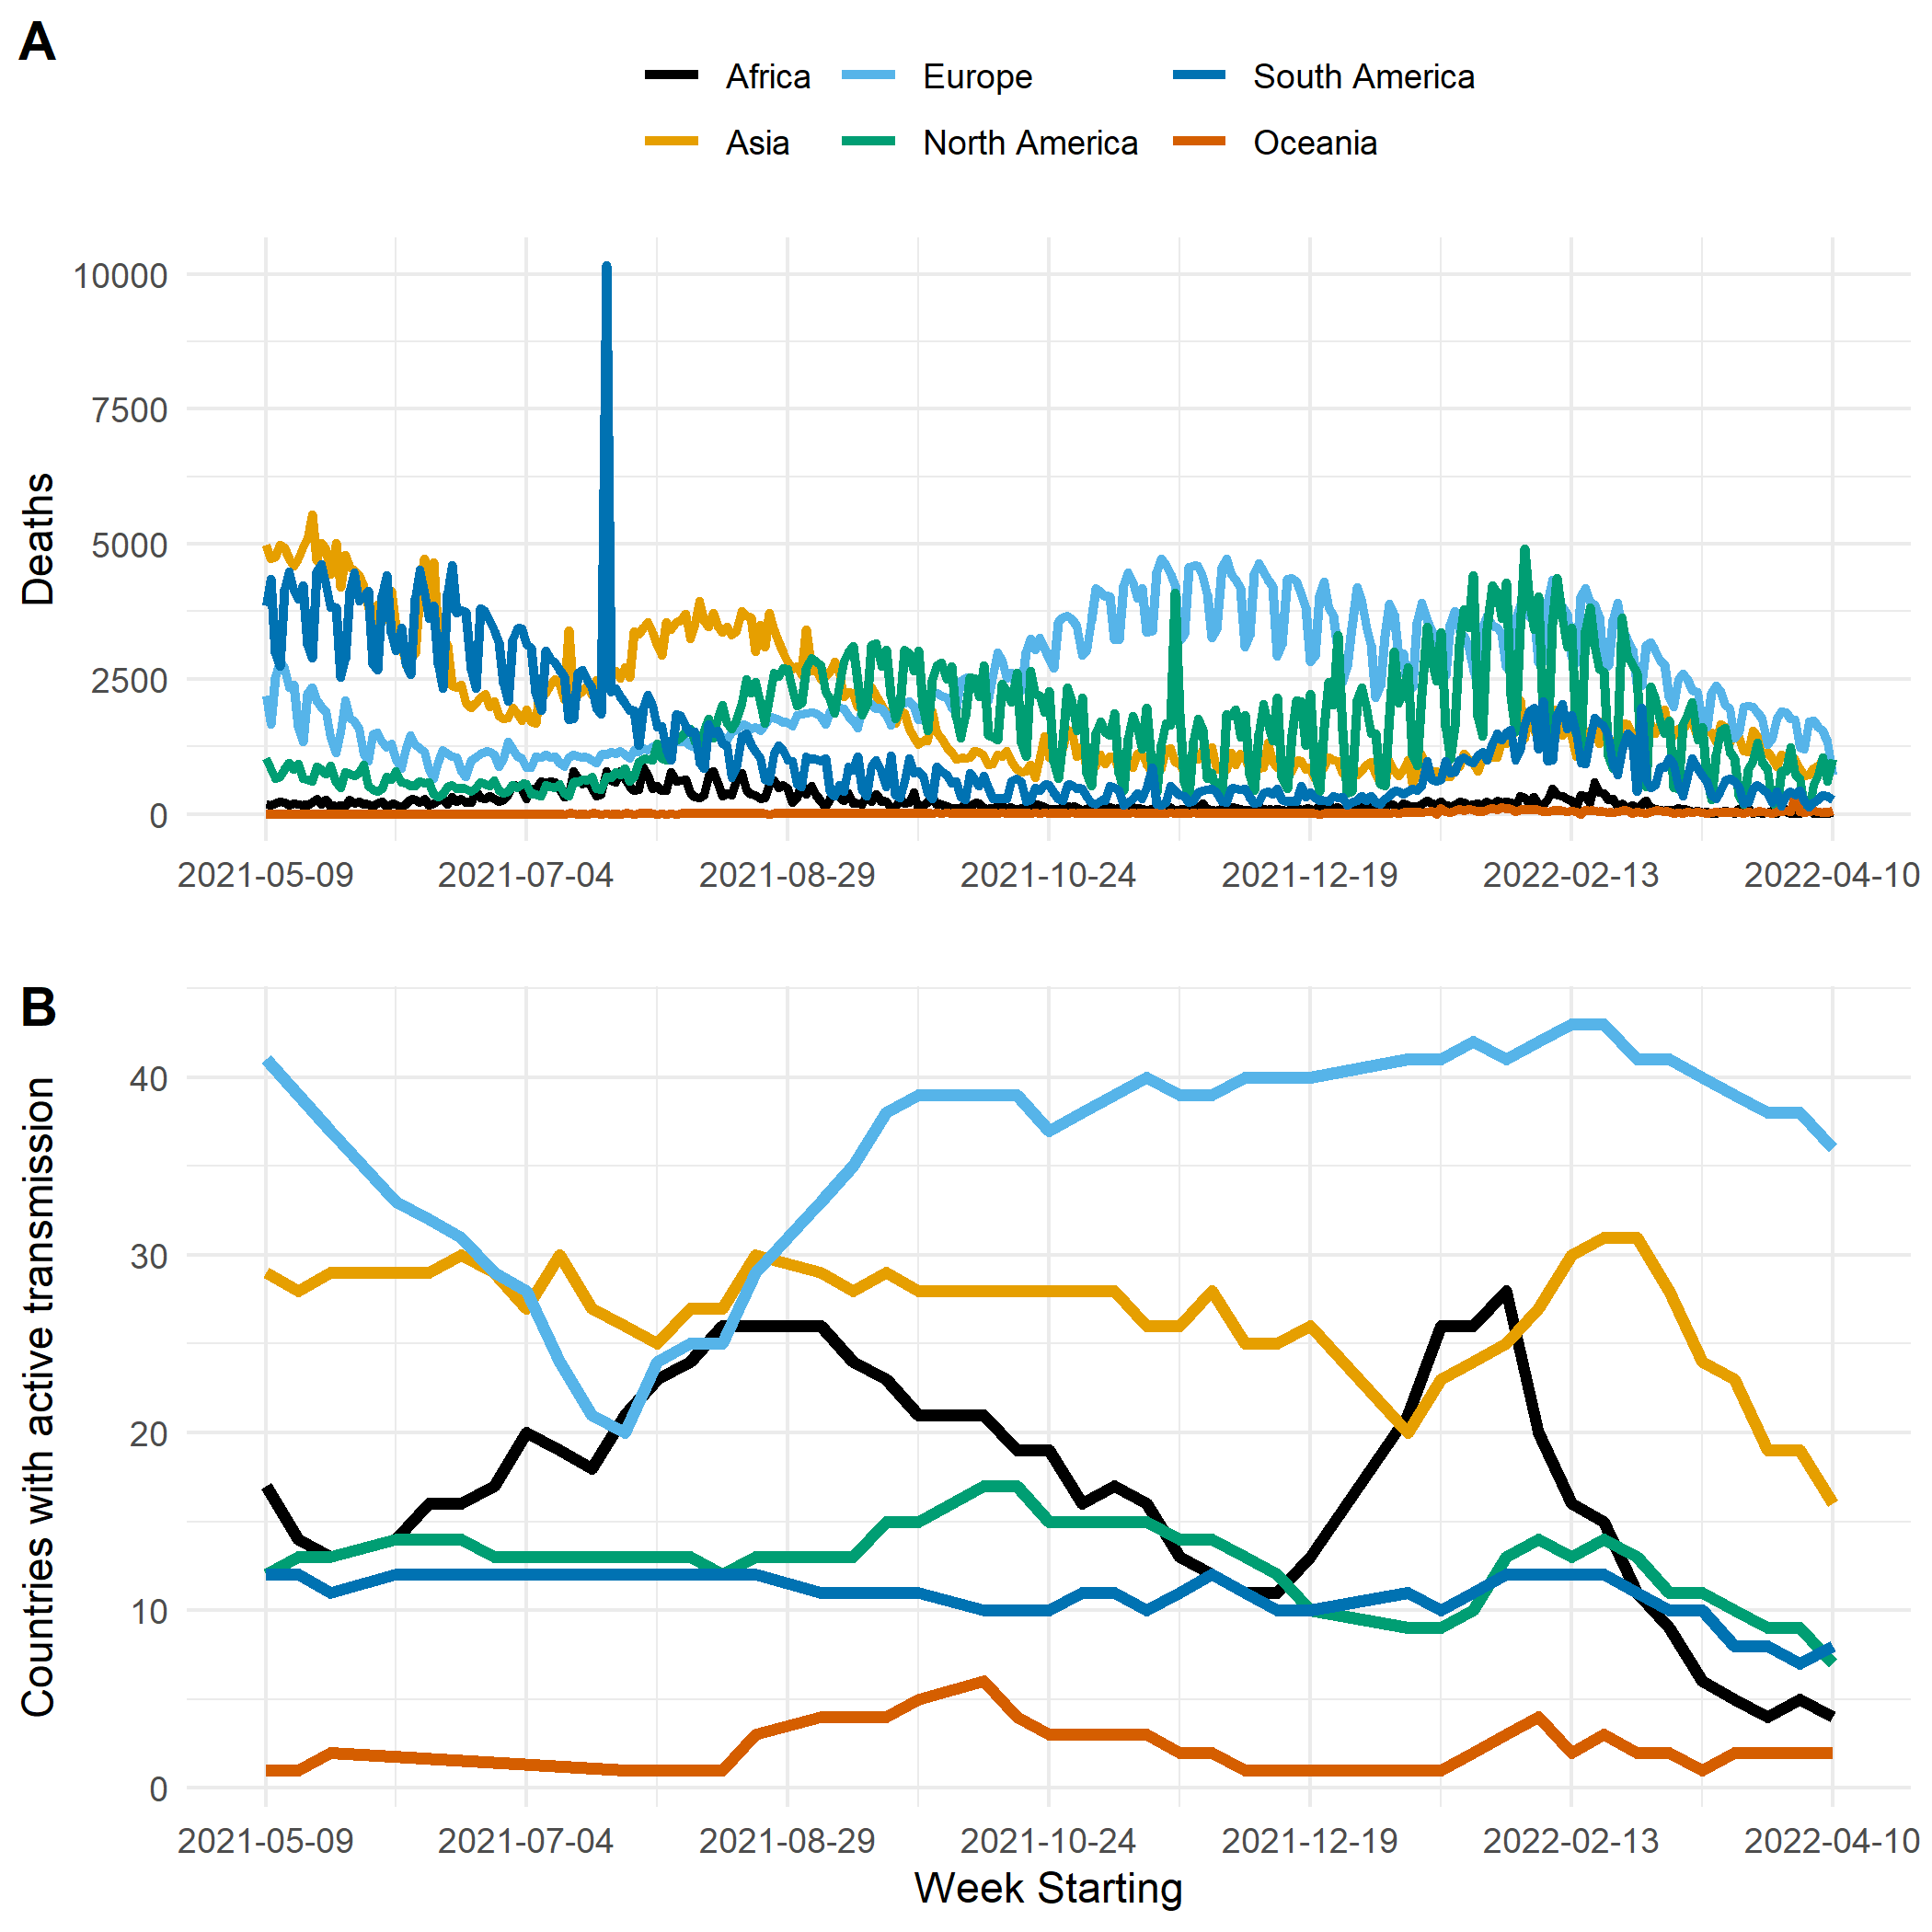 A
Africa Europe South America
Asia North America Oceania
Deaths
10000
7500
5000
2500
0
2021-05-09 2021-07-04 2021-08-29 2021-10-24 2021-12-19 2022-02-13 2022-04-10
B
Countries with active transmission
40
30
20
10
0
2021-05-09 2021-07-04 2021-08-29 2021-10-24 2021-12-19 2022-02-13 2022-04-10
Week Starting